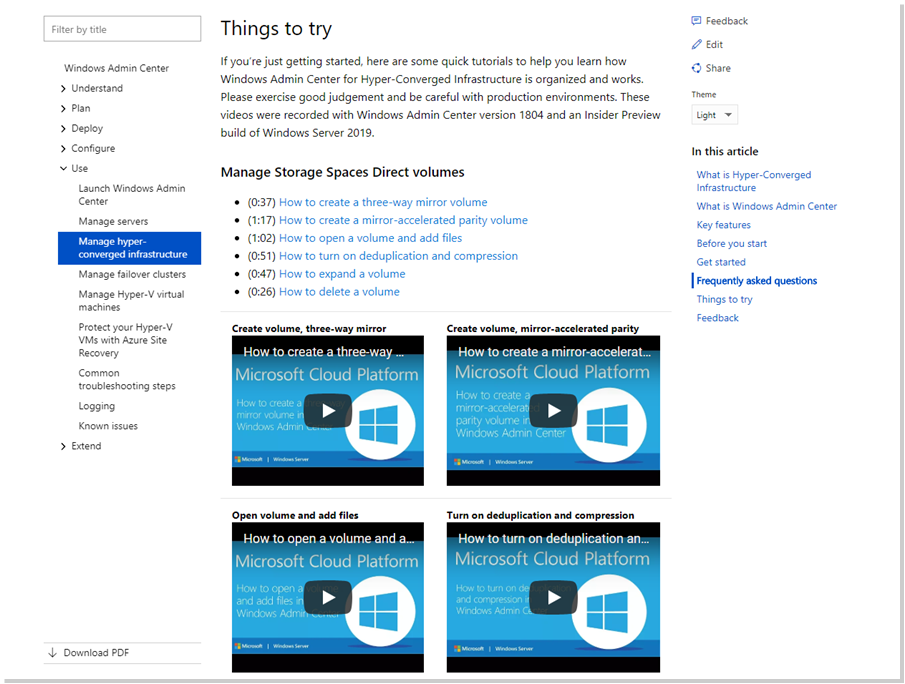 Filter by title
Windows Admin Center
Understand
Plan
Deploy
Configure
Use
Launch Windows Admin
Center
Manage servers
Manage hyper-
converged infrastructure
Manage failover clusters
Manage Hyper-V virtual
machines
Protect your Hyper-V
VMs with Azure Site
Recovery
Common
troubleshooting steps
Logging
Known issues
Extend
Download PDF
Things to try
If you're just getting started, here are some quick tutorials to help you learn how
Windows Admin Center for Hyper-Converged Infrastructure is organized and works.
Please exercise good judgement and be careful with production environments. These
videos were recorded with Windows Admin Center version 1804 and an Insider Preview
build of Windows Server 2019.
Manage Storage Spaces Direct volumes
• (0:37) How to create a three-way mirror volume
• (1:17) How to create a mirror-accelerated parity volume
• (1:02) How to open a volume and add files
• (0:51) How to turn on deduplication and compression
• (0:47) How to expand a volume
• (0:26) How to delete a volume
Create volume, three-way mirror
How to create a three-way ...
Microsoft Cloud Platform
How to create a
mirror volume in
Windows Admin Center
Microsoft | Windows Server
Create volume, mirror-accelerated parity
How to create a mirror-accelerat...
Microsoft Cloud Platform
How to create a
mirror-accelerated
parity volume in
Windows Admin Center
Microsoft | Windows Server
Open volume and add files
How to open a volume and a...
Microsoft Cloud Platform
How to open a volume
and add files in
Windows Admin Center
Microsoft | Windows Server
Turn on deduplication and compression
How to turn on deduplication an...
Microsoft Cloud Platform
How to turn on deduplication
and compression in
Windows Admin Center
Microsoft | Windows Server
Feedback
Edit
Share
Theme
Light
In this article
What is Hyper-Converged
Infrastructure
What is Windows Admin Center
Key features
Before you start
Get started
Frequently asked questions
Things to try
Feedback